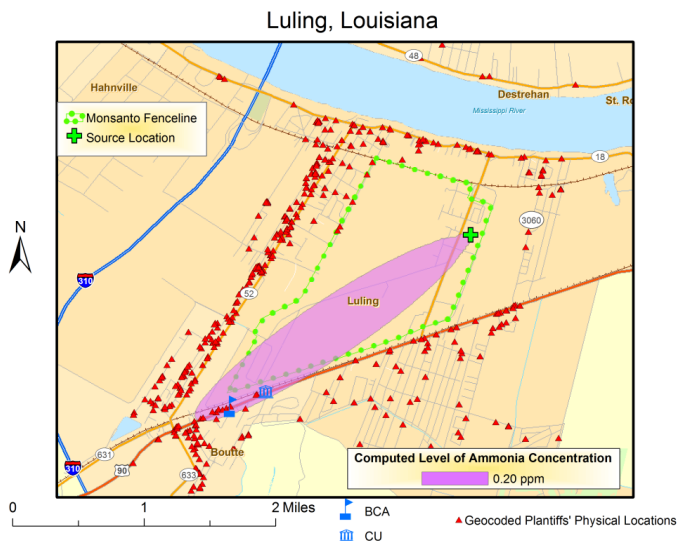 Luling, Louisiana
48
Hahnville
Destrehan
St. Ro
Mississippi River
Monsanto Fenceline
Source Location
18
3060
N
310
52
Luling
631
90
310
633
Boutte
Computed Level of Ammonia Concentration
0.20 ppm
0 1 2 Miles
BCA
CU
Geocoded Plantiffs' Physical Locations